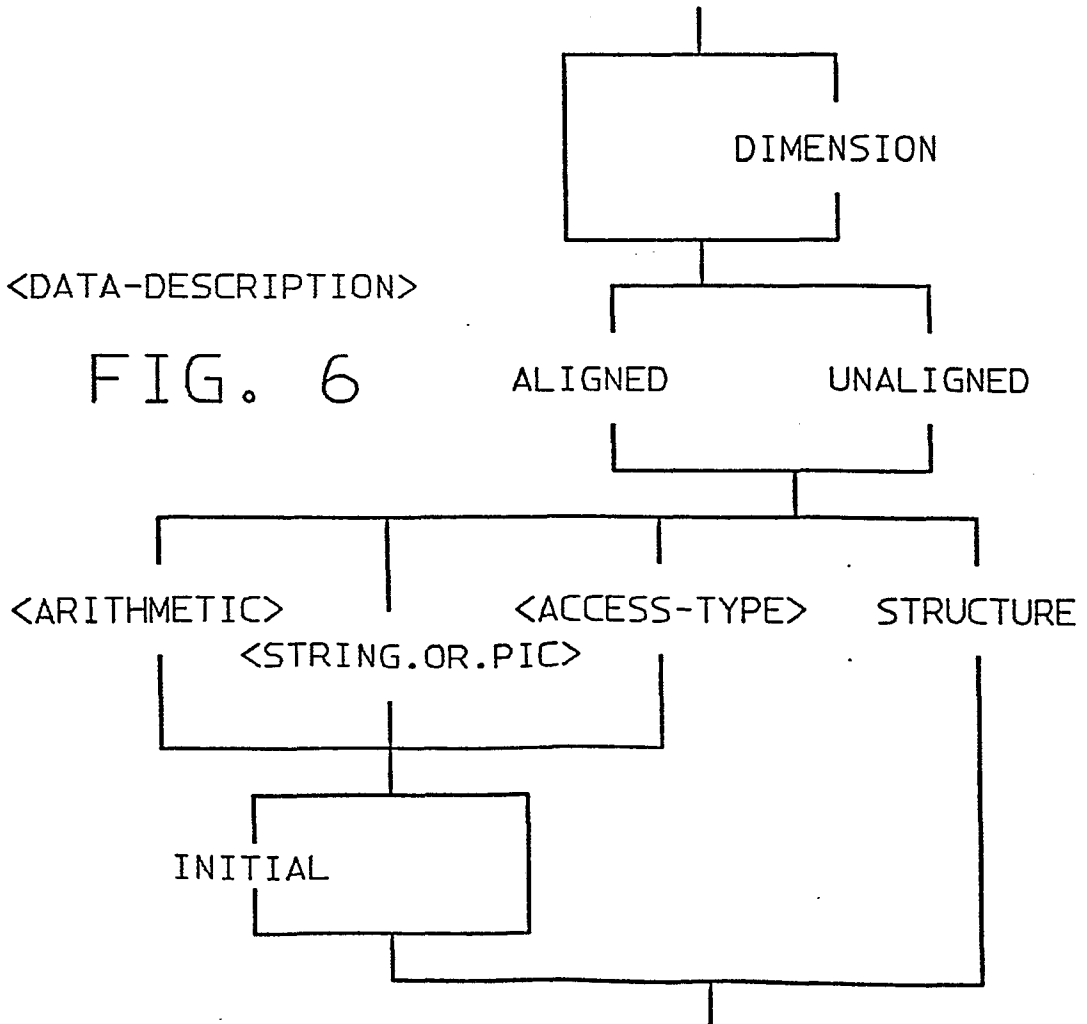 DIMENSION
<DATA-DESCRIPTION>
FIG. 6
ALIGNED
UNALIGNED
<ARITHMETIC>
<STRING.OR.PIC>
<ACCESS-TYPE>
STRUCTURE
INITIAL